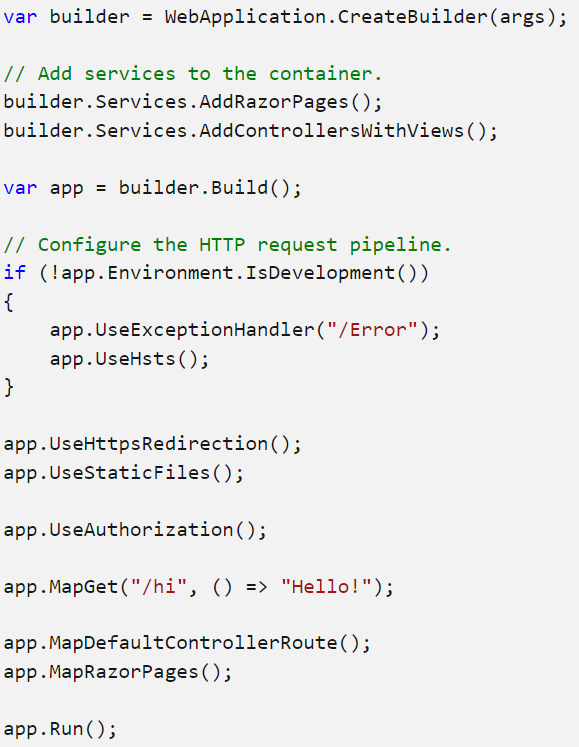 var builder = WebApplication.CreateBuilder(args);
// Add services to the container.
builder.Services.AddRazorPages();
builder.Services.AddControllersWithViews();
var app = builder.Build();
// Configure the HTTP request pipeline.
if (!app.Environment.IsDevelopment())
{
    app.UseExceptionHandler("/Error");
    app.UseHsts();
}
app.UseHttpsRedirection();
app.UseStaticFiles();
app.UseAuthorization();
app.MapGet("/hi", () => "Hello!");
app.MapDefaultControllerRoute();
app.MapRazorPages();
app.Run();